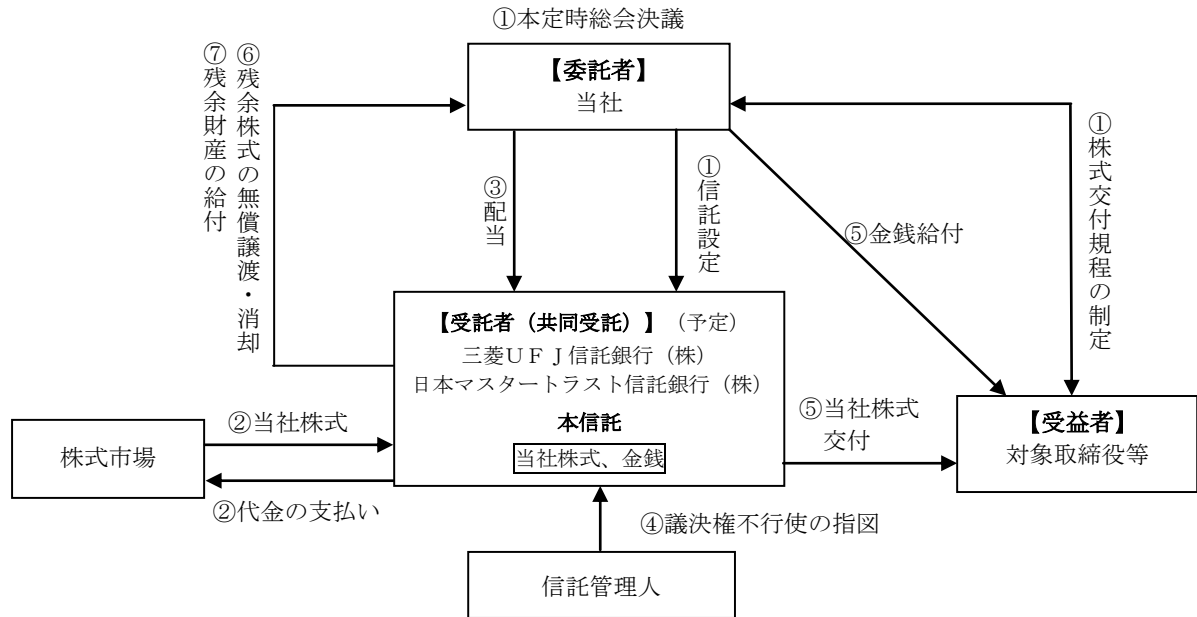 ①本定時総会決議
【委託者】
当社
⑦残余財産の給付
⑥残余株式の無償譲渡・消却
③配当
①信託設定
⑤金銭給付
①株式交付規程の制定
【受託者（共同受託）】（予定）
三菱ＵＦＪ信託銀行（株）
日本マスタートラスト信託銀行（株）
本信託
当社株式、金銭
②当社株式
株式市場
②代金の支払い
⑤当社株式
交付
【受益者】
対象取締役等
④議決権不行使の指図
信託管理人